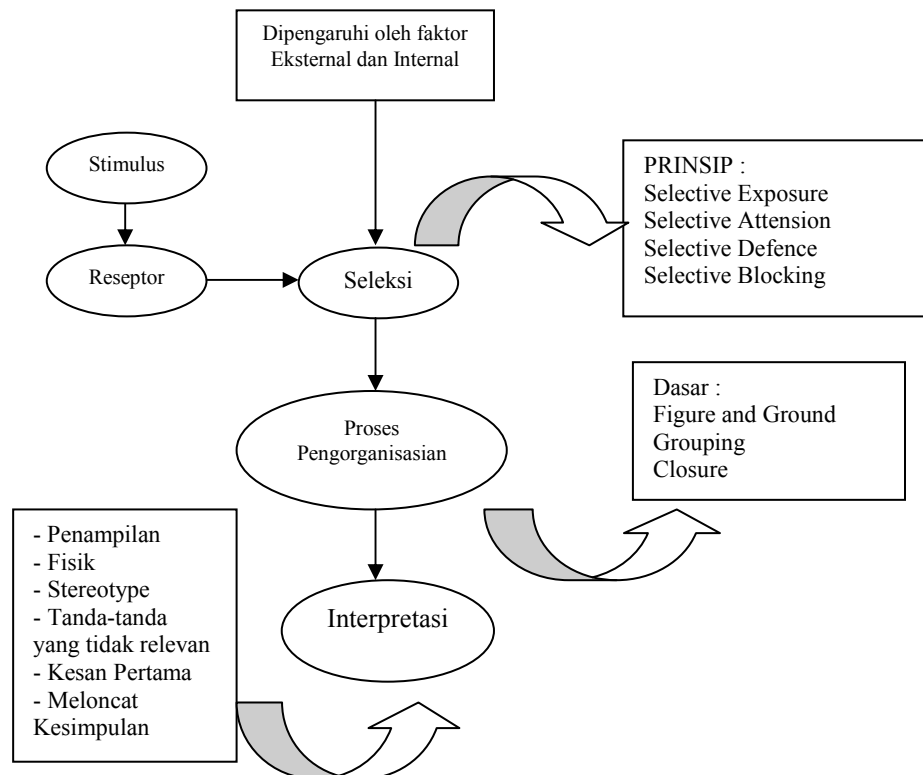 Dipengaruhi oleh faktor
Eksternal dan Internal
Stimulus
Reseptor
Seleksi
PRINSIP :
Selective Exposure
Selective Attension
Selective Defence
Selective Blocking
Proses
Pengorganisasian
Dasar :
Figure and Ground
Grouping
Closure
- Penampilan
- Fisik
- Stereotype
- Tanda-tanda
yang tidak relevan
- Kesan Pertama
- Meloncat
Kesimpulan
Interpretasi